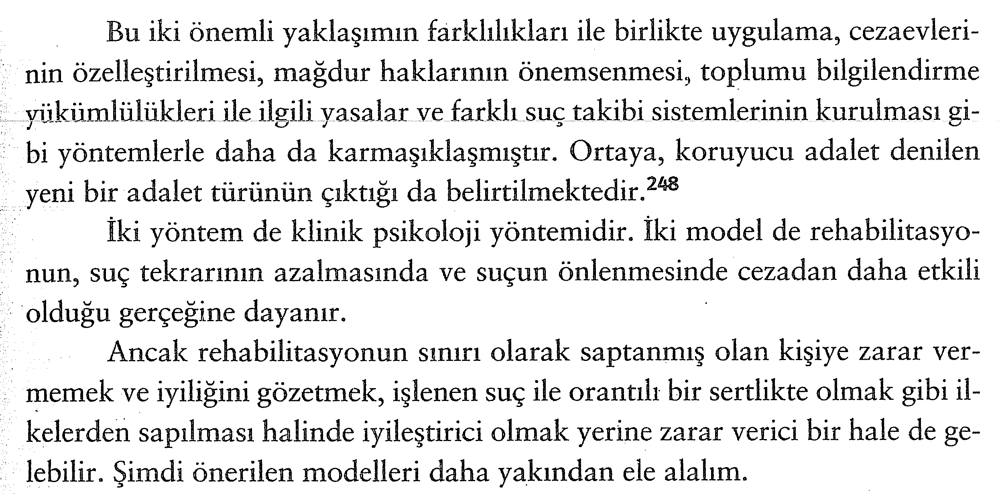 Bu iki önemli yaklaşımın farklılıkları ile birlikte uygulama, cezaevleri-
nin özelleştirilmesi, mağdur haklarının önemsenmesi, toplumu bilgilendirme
yükümlülükleri ile ilgili yasalar ve farklı suç takibi sistemlerinin kurulması gi-
bi yöntemlerle daha da karmaşıklaşmıştır. Ortaya, koruyucu adalet denilen
yeni bir adalet türünün çıktığı da belirtilmektedir.248
İki yöntem de klinik psikoloji yöntemidir. İki model de rehabilitasyo-
nun, suç tekrarının azalmasında ve suçun önlenmesinde cezadan daha etkili
olduğu gerçeğine dayanır.
Ancak rehabilitasyonun sınırı olarak saptanmış olan kişiye zarar ver-
memek ve iyiliğini gözetmek, işlenen suç ile orantılı bir sertlikte olmak gibi il-
kelerden sapılması halinde iyileştirici olmak yerine zarar verici bir hale de ge-
lebilir. Şimdi önerilen modelleri daha yakından ele alalım.